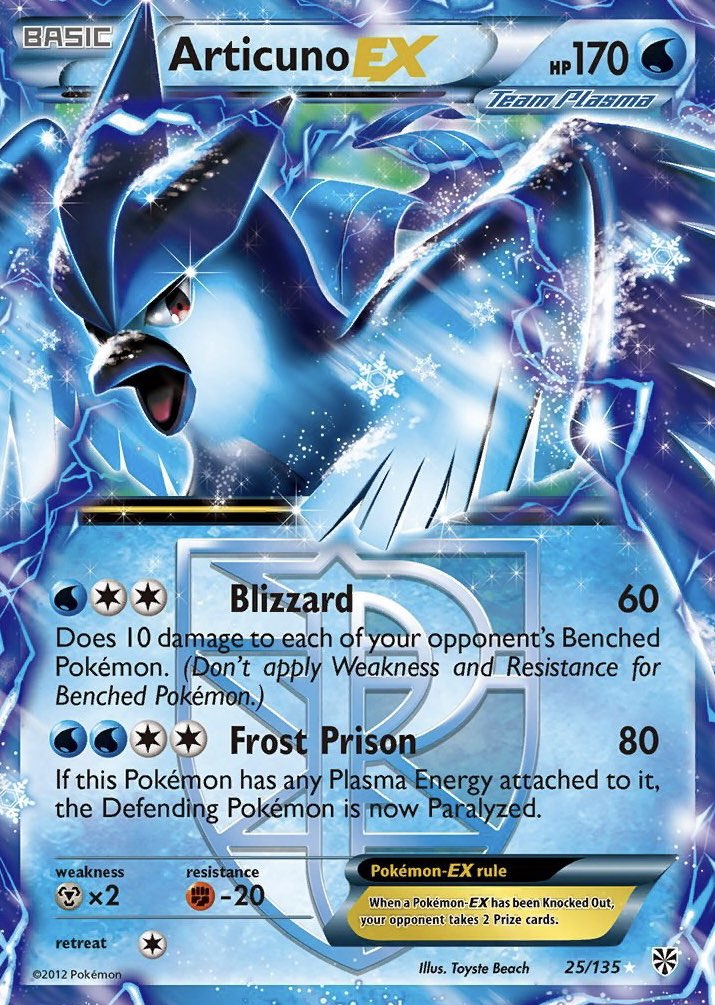 BASIC
Articuno EX
HP 170
Team Plasma
Blizzard 60
Does 10 damage to each of your opponent's Benched
Pokémon. (Don't apply Weakness and Resistance for
Benched Pokémon.)
Frost Prison 80
If this Pokémon has any Plasma Energy attached to it,
the Defending Pokémon is now Paralyzed.
weakness
×2
resistance
-20
retreat
Pokémon-EX rule
When a Pokémon-EX has been Knocked Out,
your opponent takes 2 Prize cards.
©2012 Pokémon
Illus. Toyste Beach
25/135